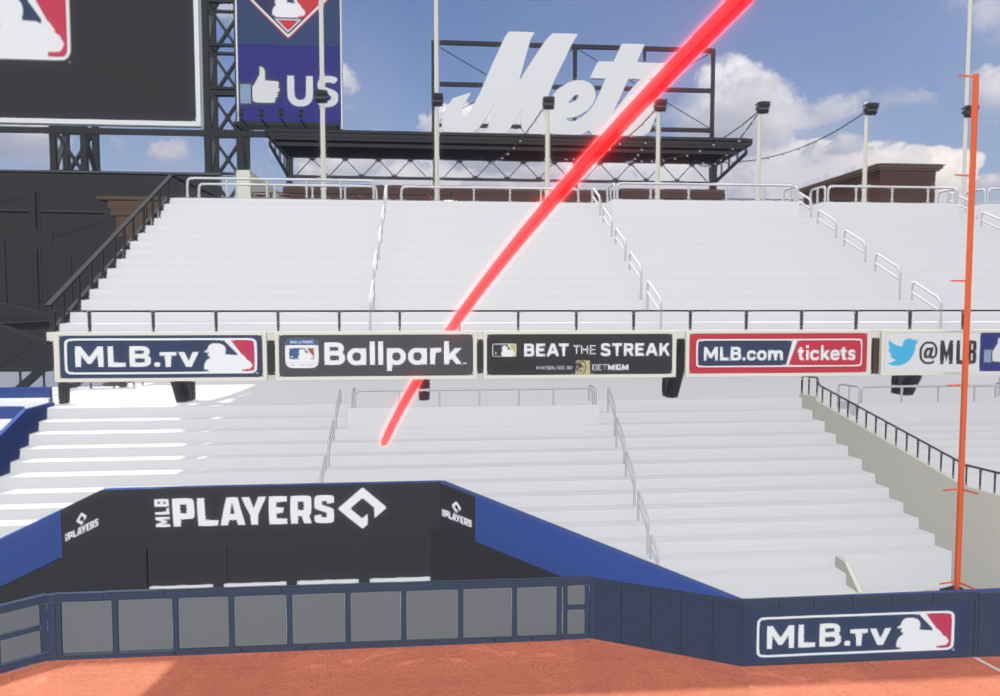 US
Mets
MLB.TV
Ballpark
BEAT THE STREAK
BETMGM
MLB.com/tickets
@MLB
MLB PLAYERS
PLAYERS
PLAYERS
MLB.TV